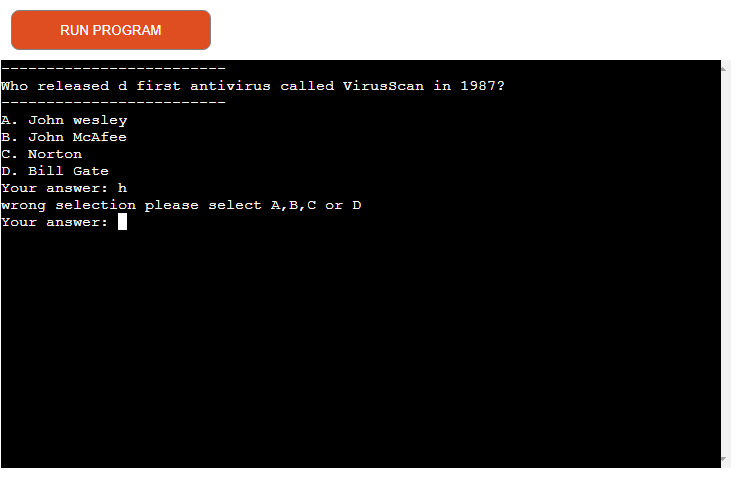 RUN PROGRAM
-------------------------
Who released d first antivirus called VirusScan in 1987?
-------------------------
A. John wesley
B. John McAfee
C. Norton
D. Bill Gate
Your answer: h
wrong selection please select A,B,C or D
Your answer: